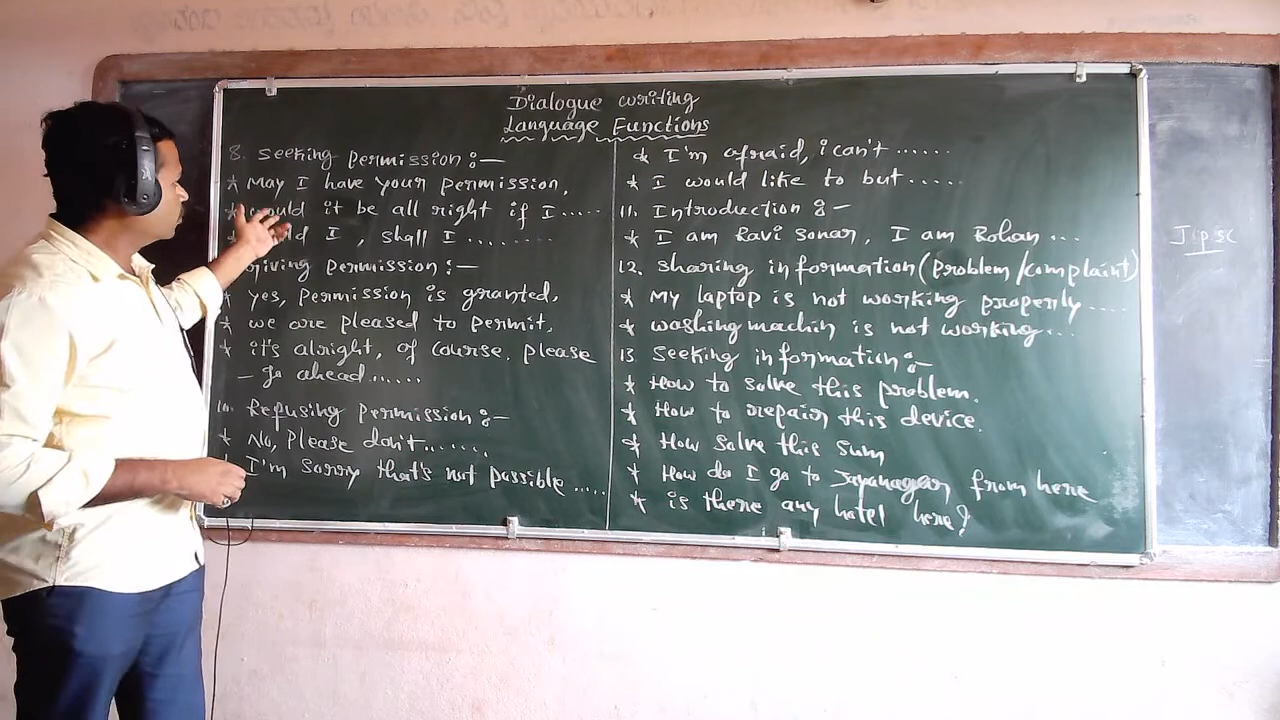 Dialogue writing
Language Functions
8. Seeking permission :-
* May I have your permission.
* would it be all right if I.....
* I, shall I ........
Giving permission :-
* yes, permission is granted.
* we are pleased to permit.
* it's alright, of course. please
- go ahead......
10. Refusing permission :-
* No, please don't.......
* I'm sorry that's not possible .....
* I'm afraid, i can't ......
* I would like to but .....
11. Introduction :-
* I am Ravi sonar, I am Rohan ...
12. sharing information (problem/complaint)
* My laptop is not working properly ....
* washing machin is not working...
13 Seeking information :-
* How to solve this problem.
* How to repair this device.
* How solve this sum
* How do I go to Jayanagar from here
* is there any hotel here?